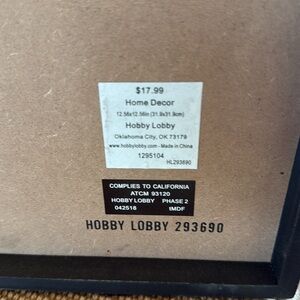 $17.99
Home Decor
12.56x12.56in (31.9x31.9cm)
Hobby Lobby
Oklahoma City, OK 73179
www.hobbylobby.com - Made in China
1295104
HL293690
COMPLIES TO CALIFORNIA
ATCM 93120
HOBBY LOBBY PHASE 2
042516 tMDF
HOBBY LOBBY 293690